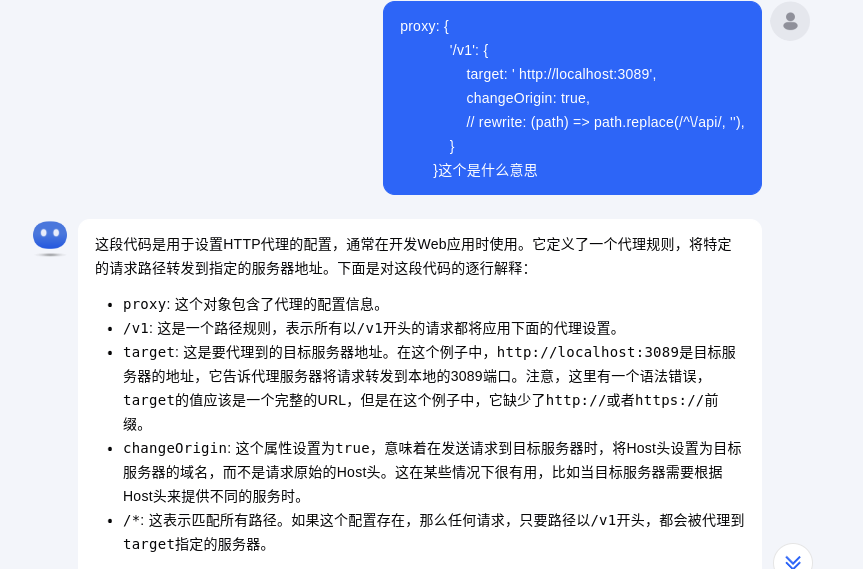 proxy: {
'/v1': {
target: ' http://localhost:3089',
changeOrigin: true,
// rewrite: (path) => path.replace(/^\/api/, ''),
}
}这个是什么意思
这段代码是用于设置HTTP代理的配置，通常在开发Web应用时使用。它定义了一个代理规则，将特定
的请求路径转发到指定的服务器地址。下面是对这段代码的逐行解释：
• proxy: 这个对象包含了代理的配置信息。
• /v1: 这是一个路径规则，表示所有以/v1开头的请求都将应用下面的代理设置。
• target: 这是要代理到的目标服务器地址。在这个例子中，http://localhost:3089是目标服
务器的地址，它告诉代理服务器将请求转发到本地的3089端口。注意，这里有一个语法错误，
target的值应该是一个完整的URL，但是在这个例子中，它缺少了http://或者https://前
缀。
• changeOrigin: 这个属性设置为true，意味着在发送请求到目标服务器时，将Host头设置为目标
服务器的域名，而不是请求原始的Host头。这在某些情况下很有用，比如当目标服务器需要根据
Host头来提供不同的服务时。
• /*: 这表示匹配所有路径。如果这个配置存在，那么任何请求，只要路径以/v1开头，都会被代理到
target指定的服务器。